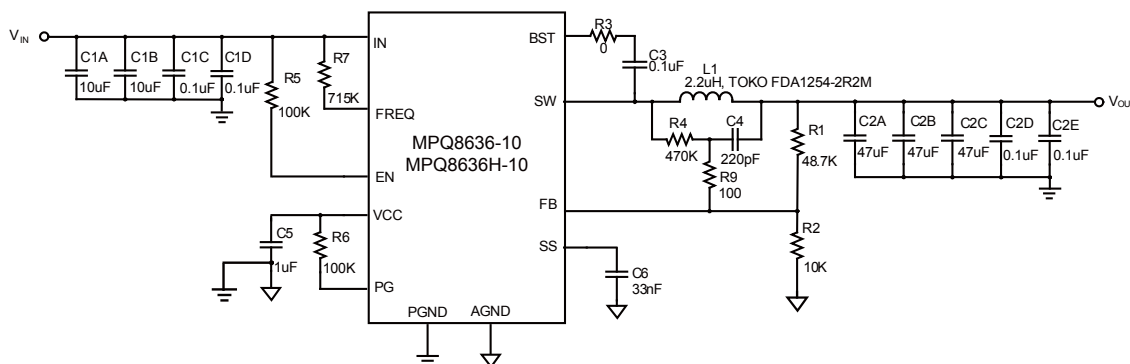 V IN
C1A
10uF
C1B
10uF
C1C
0.1uF
C1D
0.1uF
R5
100K
R7
715K
IN
FREQ
EN
VCC
PG
PGND
AGND
MPQ8636-10
MPQ8636H-10
BST
SW
FB
SS
C5
1uF
R6
100K
R3
0
C3
0.1uF
L1
2.2uH, TOKO FDA1254-2R2M
R4
470K
C4
220pF
R9
100
R1
48.7K
R2
10K
C6
33nF
C2A
47uF
C2B
47uF
C2C
47uF
C2D
0.1uF
C2E
0.1uF
V OU